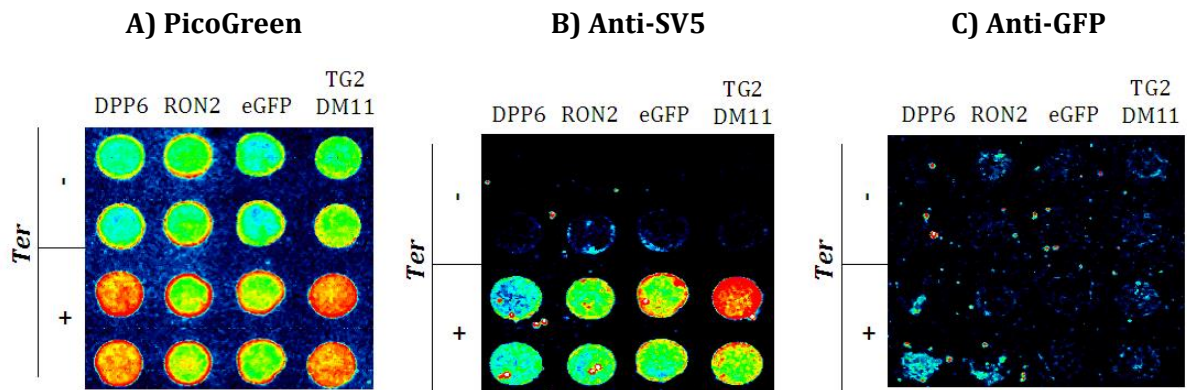 A) PicoGreen
DPP6 RON2 eGFP TG2 DM11
-
Ter
+
B) Anti-SV5
DPP6 RON2 eGFP TG2 DM11
-
Ter
+
C) Anti-GFP
DPP6 RON2 eGFP TG2 DM11
-
Ter
+